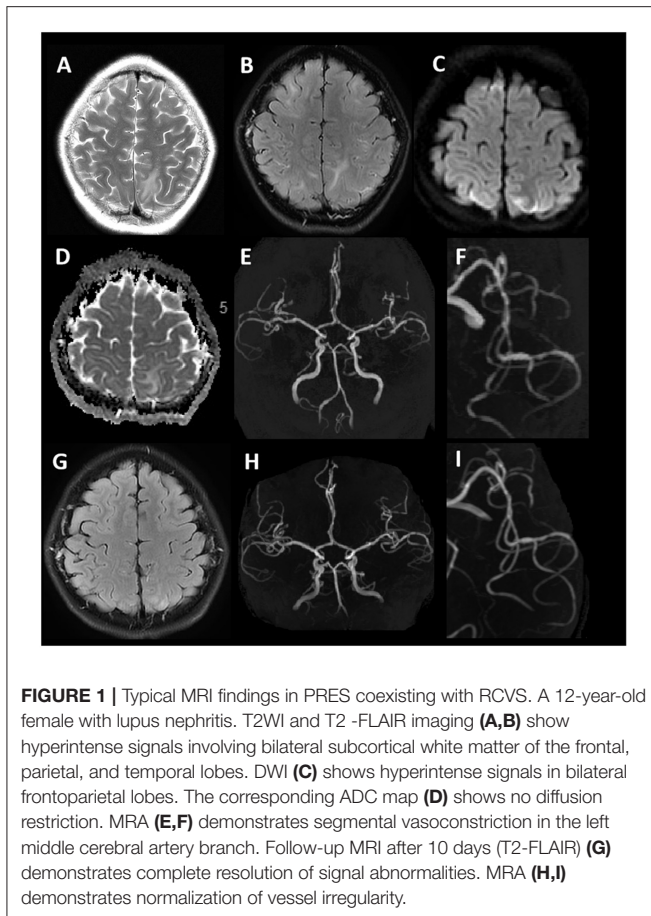 A
B
C
D
5
E
F
G
H
I
FIGURE 1 | Typical MRI findings in PRES coexisting with RCVS. A 12-year-old
female with lupus nephritis. T2WI and T2 -FLAIR imaging (A,B) show
hyperintense signals involving bilateral subcortical white matter of the frontal,
parietal, and temporal lobes. DWI (C) shows hyperintense signals in bilateral
frontoparietal lobes. The corresponding ADC map (D) shows no diffusion
restriction. MRA (E,F) demonstrates segmental vasoconstriction in the left
middle cerebral artery branch. Follow-up MRI after 10 days (T2-FLAIR) (G)
demonstrates complete resolution of signal abnormalities. MRA (H,I)
demonstrates normalization of vessel irregularity.